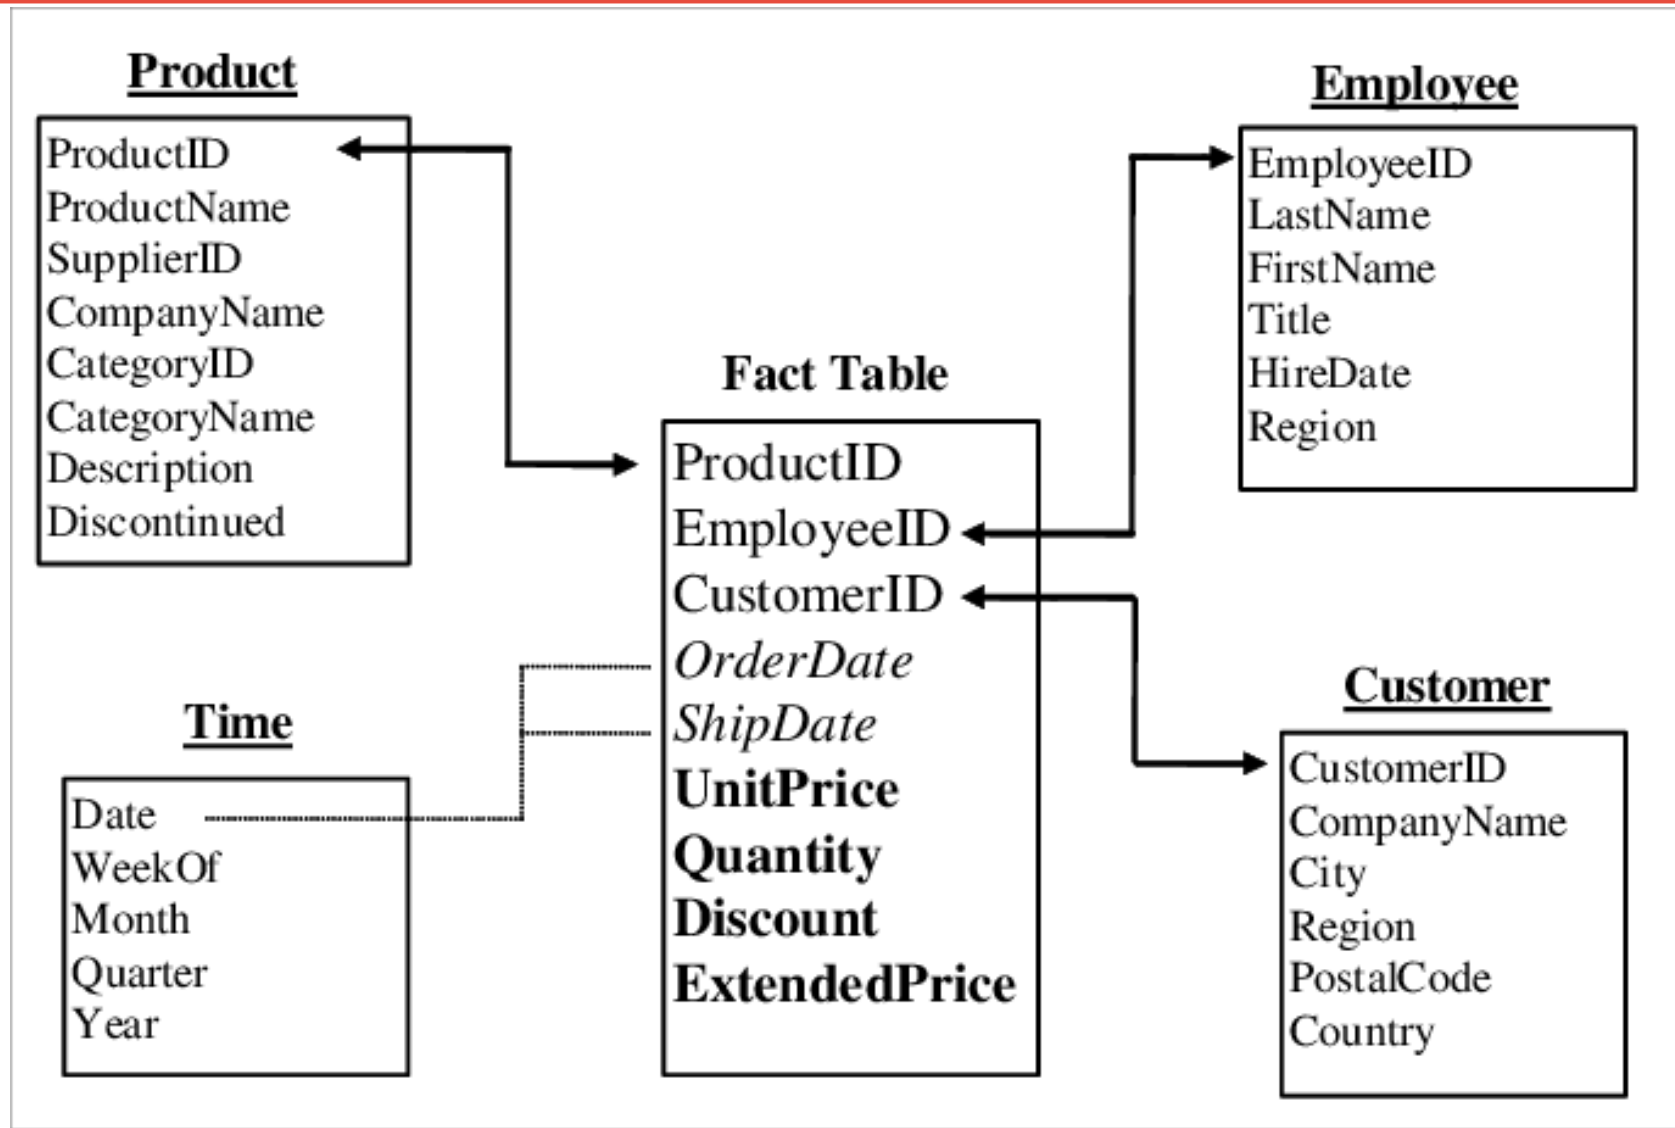 Product
ProductID
ProductName
SupplierID
CompanyName
CategoryID
CategoryName
Description
Discontinued
Employee
EmployeeID
LastName
FirstName
Title
HireDate
Region
Fact Table
ProductID
EmployeeID
CustomerID
OrderDate
ShipDate
UnitPrice
Quantity
Discount
ExtendedPrice
Time
Date
WeekOf
Month
Quarter
Year
Customer
CustomerID
CompanyName
City
Region
PostalCode
Country